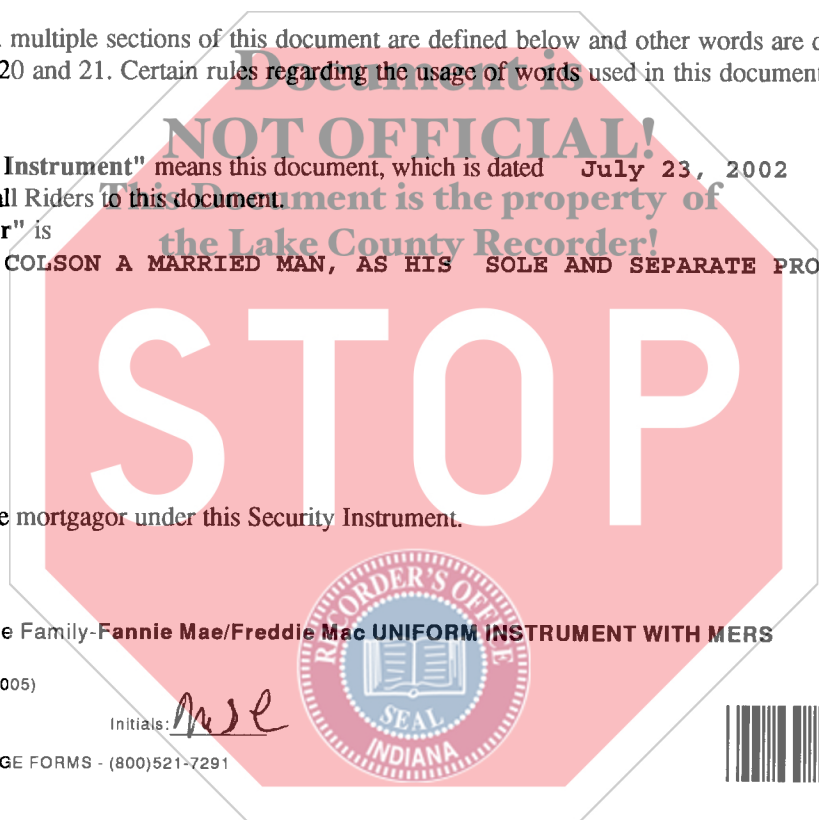 multiple sections of this document are defined below and other words are
20 and 21. Certain rules regarding the usage of words used in this document
Document is
NOT OFFICIAL!
Instrument" means this document, which is dated July 23, 2002
all Riders to this document.
This Document is the property of
r" is
the Lake County Recorder!
COLSON A MARRIED MAN, AS HIS SOLE AND SEPARATE PRO
STOP
e mortgagor under this Security Instrument.
RECORDER'S OFFICE
SEAL
INDIANA
e Family-Fannie Mae/Freddie Mac UNIFORM INSTRUMENT WITH MERS
005)
Initials:
GE FORMS - (800)521-7291